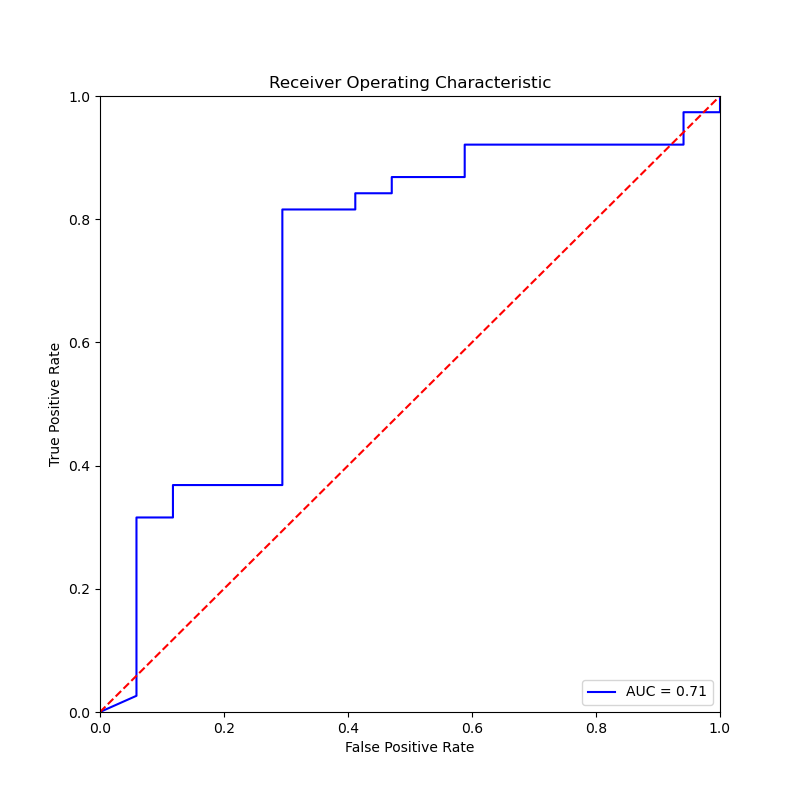 Receiver Operating Characteristic
1.0
0.8
0.6
0.4
0.2
0.0
True Positive Rate
AUC = 0.71
0.0 0.2 0.4 0.6 0.8 1.0
False Positive Rate